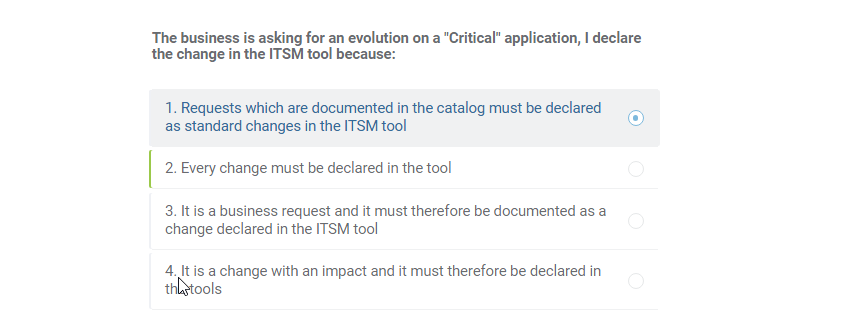 The business is asking for an evolution on a "Critical" application, I declare
the change in the ITSM tool because:
1. Requests which are documented in the catalog must be declared
as standard changes in the ITSM tool
2. Every change must be declared in the tool
3. It is a business request and it must therefore be documented as a
change declared in the ITSM tool
4. It is a change with an impact and it must therefore be declared in
the tools